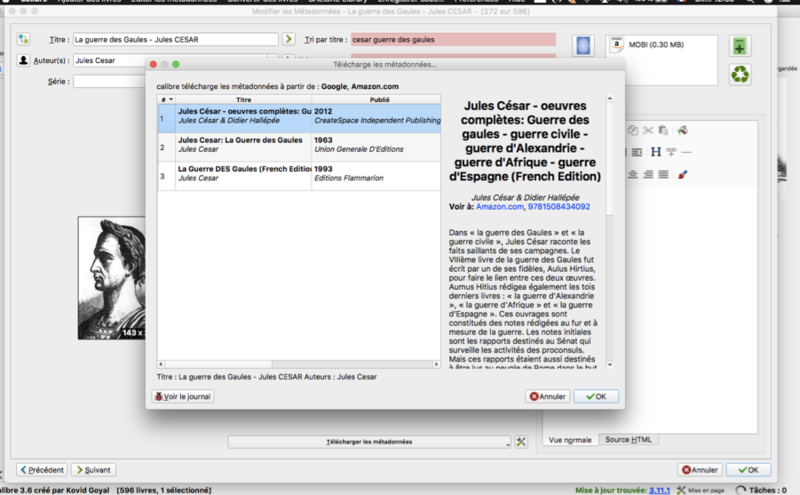 Modifier les Métadonnées - La guerre des Gaules - Jules CESAR - [272 sur 596]
Titre : La guerre des Gaules - Jules CESAR
Tri par titre : cesar guerre des gaules
Auteur(s) : Jules Cesar
Série :
MOBI (0.30 MB)
Télécharge les métadonnées...
calibre télécharge les métadonnées à partir de : Google, Amazon.com
# Titre Publié
1 Jules César - oeuvres complètes: Gu 2012
Jules César & Didier Hallépée CreateSpace Independent Publishing
2 Jules Cesar: La Guerre des Gaules 1963
Jules Cesar Union Generale D'Editions
3 La Guerre DES Gaules (French Edition 1993
Jules Cesar Editions Flammarion
Jules César - oeuvres
complètes: Guerre des
gaules - guerre civile -
guerre d'Alexandrie -
guerre d'Afrique - guerre
d'Espagne (French Edition)
Jules César & Didier Hallépée
Voir à: Amazon.com, 9781508434092
Dans « la guerre des Gaules » et « la
guerre civile », Jules César raconte les
faits saillants de ses campagnes. Le
VIIIème livre de la guerre des Gaules fut
écrit par un de ses fidèles, Aulus Hirtius,
pour faire le lien entre ces deux œuvres.
Aumus Hitius rédigea également les tois
derniers livres : « la guerre d'Alexandrie
», « la guerre d'Afrique » et « la guerre
d'Espagne ». Ces ouvrages sont
constitués des notes rédigées au fur et à
mesure de la guerre. Les notes initiales
sont les rapports destinés au Sénat qui
surveille les activités des proconsuls.
Mais ces rapports étaient aussi destinés
à être lus au peuple de Rome dans le but
143 x
Titre : La guerre des Gaules - Jules CESAR Auteurs : Jules Cesar
Voir le journal
Annuler
OK
Télécharger les métadonnées
Vue normale
Source HTML
Précédent
Suivant
Annuler
OK
alibre 3.6 créé par Kovid Goyal [596 livres, 1 sélectionné]
Mise à jour trouvée: 3.11.1
Mise en page
Tâches : 0